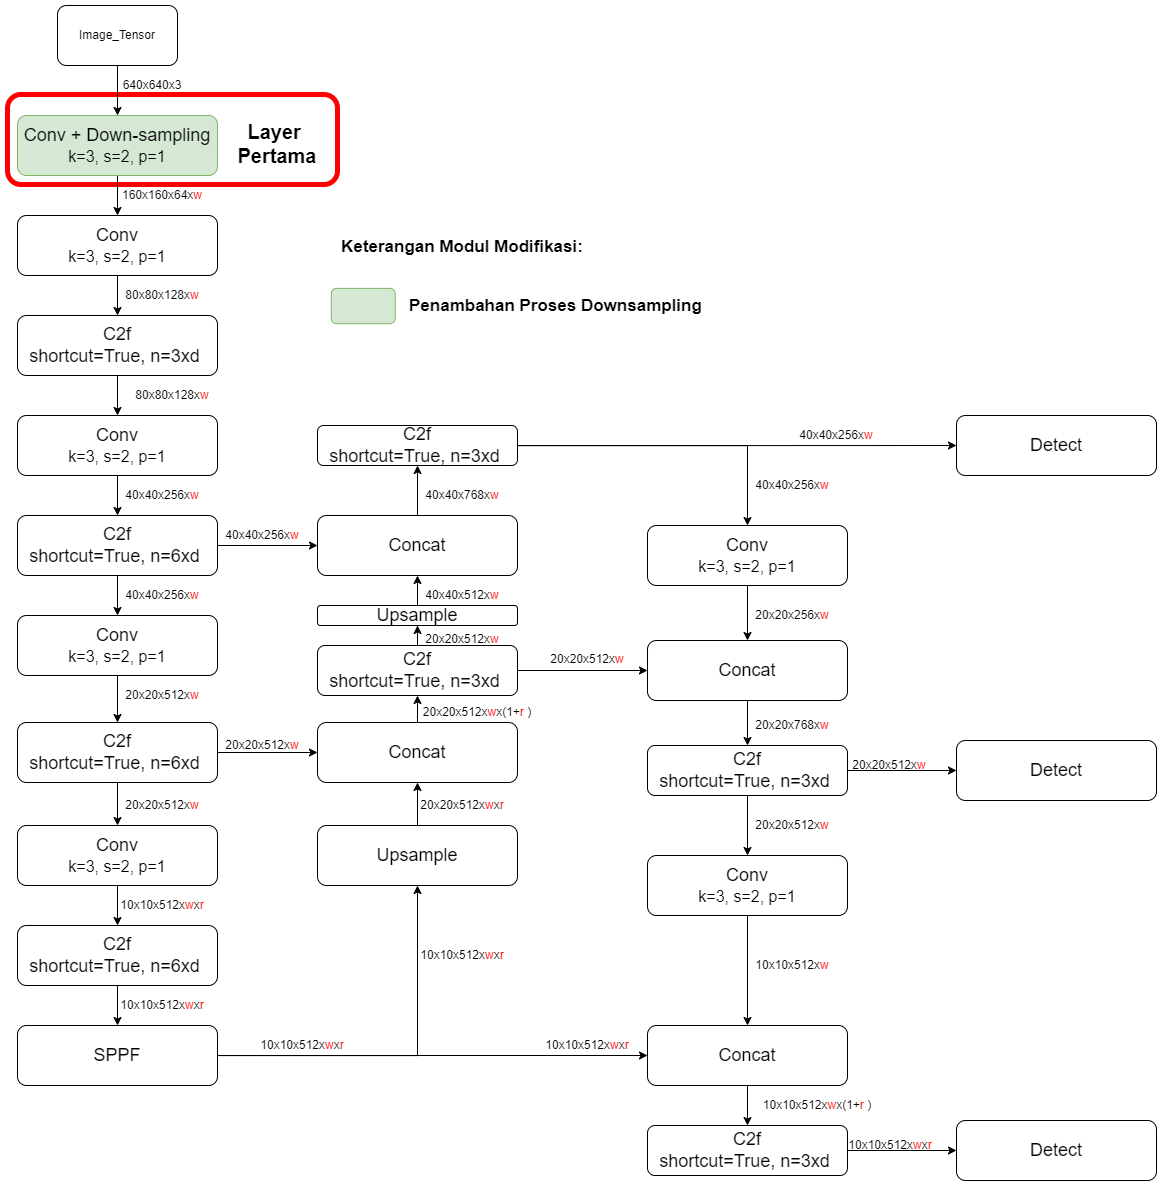 Image_Tensor
640x640x3
Conv + Down-sampling
k=3, s=2, p=1
Layer
Pertama
160x160x64xw
Conv
k=3, s=2, p=1
80x80x128xw
C2f
shortcut=True, n=3xd
80x80x128xw
Conv
k=3, s=2, p=1
40x40x256xw
C2f
shortcut=True, n=6xd
40x40x256xw
40x40x256xw
Conv
k=3, s=2, p=1
20x20x512xw
C2f
shortcut=True, n=6xd
20x20x512xw
20x20x512xw
Conv
k=3, s=2, p=1
10x10x512xwxr
C2f
shortcut=True, n=6xd
10x10x512xwxr
SPPF
10x10x512xwxr
10x10x512xwxr
10x10x512xwxr
Keterangan Modul Modifikasi:
Penambahan Proses Downsampling
C2f
shortcut=True, n=3xd
40x40x768xw
Concat
40x40x512xw
Upsample
20x20x512xw
C2f
shortcut=True, n=3xd
20x20x512xw
20x20x512xwx(1+r )
Concat
20x20x512xwxr
Upsample
40x40x256xw
Detect
40x40x256xw
Conv
k=3, s=2, p=1
20x20x256xw
Concat
20x20x768xw
C2f
shortcut=True, n=3xd
20x20x512xw
Detect
20x20x512xw
Conv
k=3, s=2, p=1
10x10x512xw
Concat
10x10x512xwx(1+r )
C2f
shortcut=True, n=3xd
10x10x512xwxr
Detect